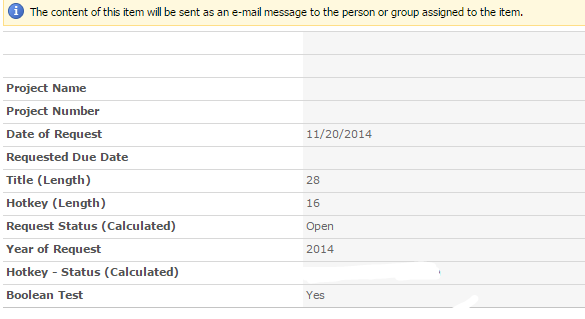 The content of this item will be sent as an e-mail message to the person or group assigned to the item.
Project Name
Project Number
Date of Request 11/20/2014
Requested Due Date
Title (Length) 28
Hotkey (Length) 16
Request Status (Calculated) Open
Year of Request 2014
Hotkey - Status (Calculated)
Boolean Test Yes